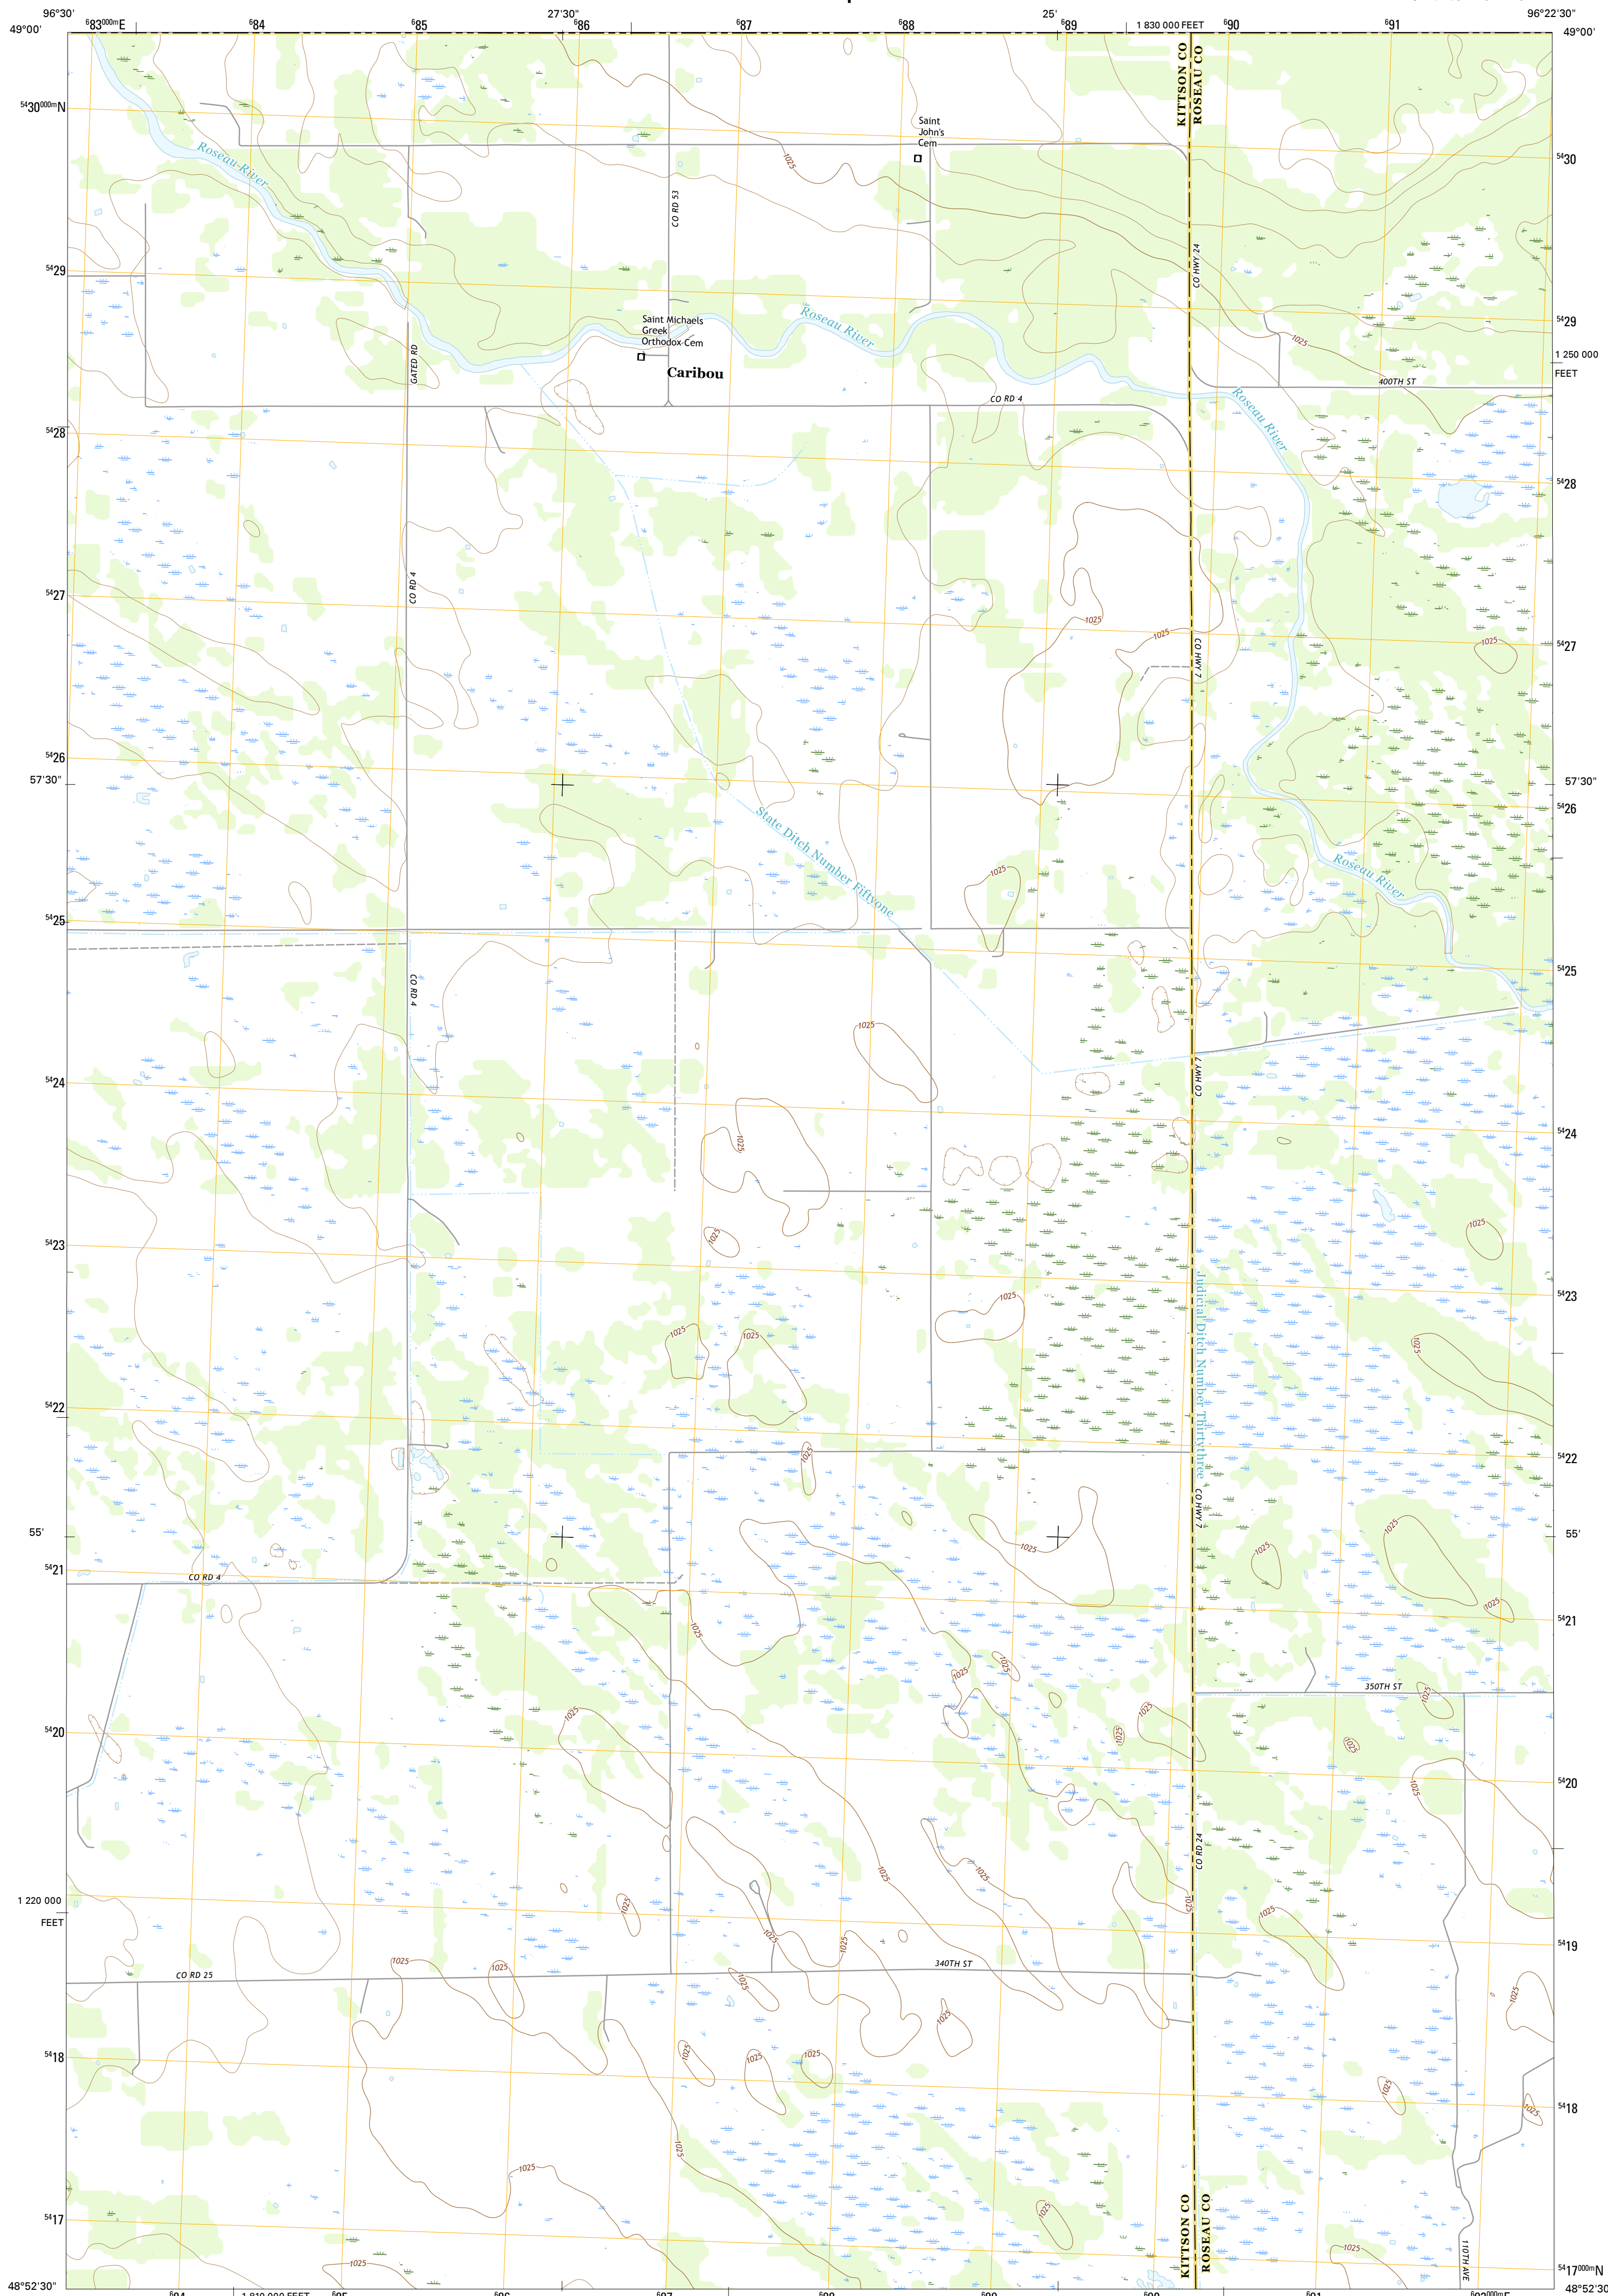 96°30' ⁶83⁰⁰⁰ᵐE ⁶84 27'30" ⁶86 ⁶87 ⁶88 25' ⁶89 1 830 000 FEET ⁶90 ⁶91 96°22'30"
⁶85
49°00' 49°00'
KITTSON CO
ROSEAU CO
⁵⁴30⁰⁰⁰ᵐN
Saint
John's
Cem
Roseau River
1025
⁵⁴30
CO RD 53
CO HWY 24
⁵⁴29
Roseau River
Saint Michaels
Greek
Orthodox Cem
⁵⁴29
1025
GATED RD
Caribou
1 250 000
FEET
400TH ST
CO RD 4
Roseau River
⁵⁴28
⁵⁴28
CO RD 4
⁵⁴27
1025
1025
CO HWY 7
1025
⁵⁴27
⁵⁴26
57'30" 57'30"
⁵⁴26
State Ditch Number Fiftyone
1025
Roseau River
⁵⁴25
CO RD 4
⁵⁴25
1025
CO HWY 7
⁵⁴24
1025
⁵⁴24
1025
1025
⁵⁴23
Judicial Ditch Number Thirtythree
1025
⁵⁴23
1025
1025
1025
⁵⁴22
1025
⁵⁴22
CO HWY 7
55' 1025 1025 1025 55'
⁵⁴21
CO RD 4
1025
1025
⁵⁴21
1025
1025
350TH ST
1025
1025
1025
1025
1025
⁵⁴20
1025
⁵⁴20
1025
CO RD 24
1025
1025
1025
1 220 000
FEET
1025
1025
1025
1025
⁵⁴19
1025
340TH ST
1025
CO RD 25
1025
1025
1025
1025
⁵⁴18
1025
1025
1025
1025
1025
⁵⁴18
1025
1025
1025
KITTSON CO
ROSEAU CO
⁵⁴17
110TH AVE
1025
1025
⁵⁴17⁰⁰⁰ᵐN
48°52'30" 48°52'30"